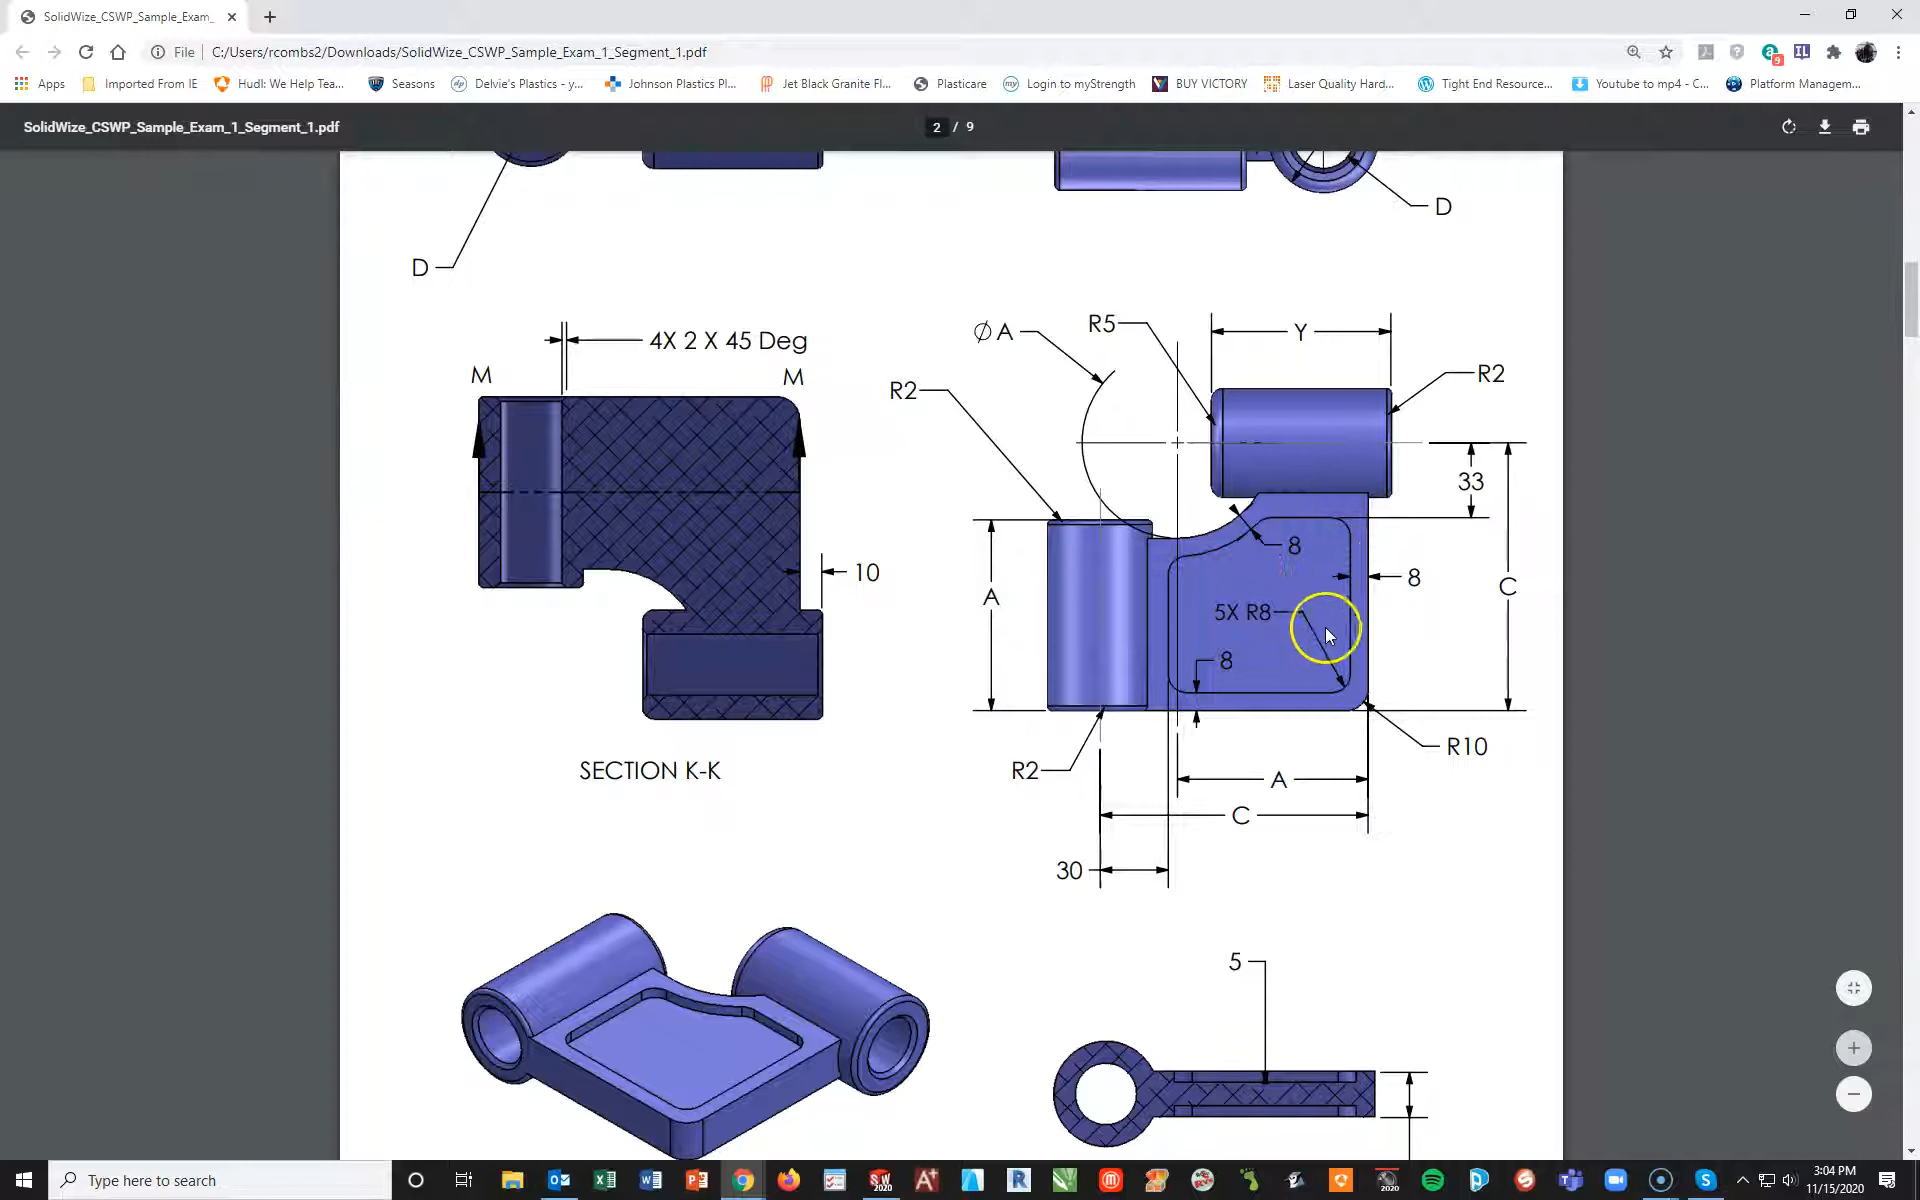 SolidWize_CSWP_Sample_Exam_
File C:/Users/rcombs2/Downloads/SolidWize_CSWP_Sample_Exam_1_Segment_1.pdf
9
IL
Apps Imported From IE Hudl: We Help Tea... Seasons Delvie's Plastics - y... Johnson Plastics Pl... Jet Black Granite Fl... Plasticare my Login to myStrength BUY VICTORY Laser Quality Hard... Tight End Resource... Youtube to mp4 - C... Platform Managem...
SolidWize_CSWP_Sample_Exam_1_Segment_1.pdf 2 / 9
D
D
4X 2 X 45 Deg
M
M
10
SECTION K-K
∅A
R5
Y
R2
R2
33
8
8
A
5X R8
C
8
R10
R2
A
C
30
5
Type here to search
3:04 PM
11/15/2020